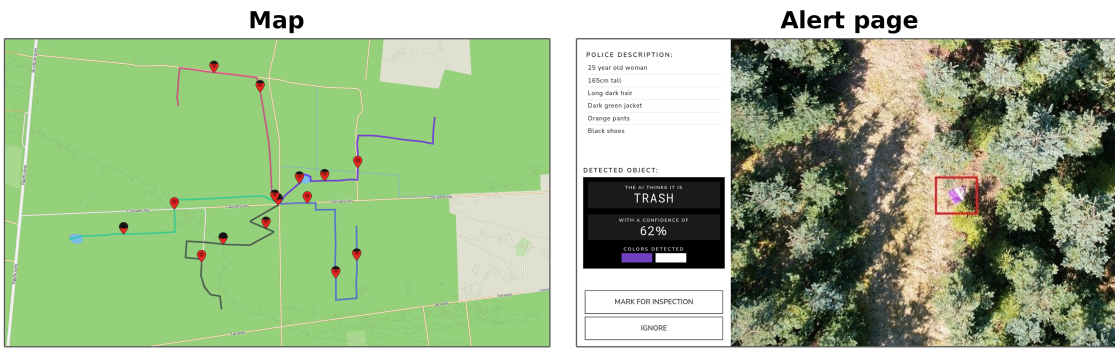 Map
Alert page
POLICE DESCRIPTION:
25 year old woman
165cm tall
Long dark hair
Dark green jacket
Orange pants
Black shoes
DETECTED OBJECT:
THE AI THINKS IT IS
TRASH
WITH A CONFIDENCE OF
62%
COLORS DETECTED
MARK FOR INSPECTION
IGNORE